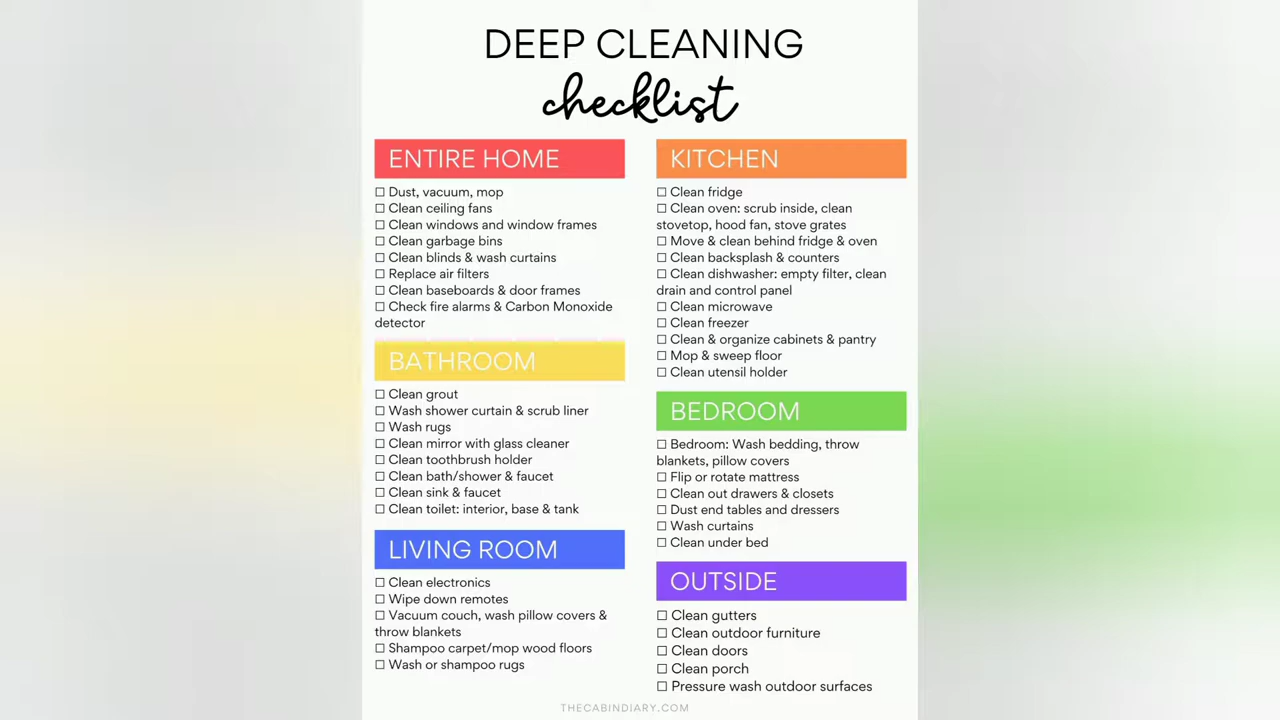 DEEP CLEANING
checklist
ENTIRE HOME
☐ Dust, vacuum, mop
☐ Clean ceiling fans
☐ Clean windows and window frames
☐ Clean garbage bins
☐ Clean blinds & wash curtains
☐ Replace air filters
☐ Clean baseboards & door frames
☐ Check fire alarms & Carbon Monoxide
detector
BATHROOM
☐ Clean grout
☐ Wash shower curtain & scrub liner
☐ Wash rugs
☐ Clean mirror with glass cleaner
☐ Clean toothbrush holder
☐ Clean bath/shower & faucet
☐ Clean sink & faucet
☐ Clean toilet: interior, base & tank
LIVING ROOM
☐ Clean electronics
☐ Wipe down remotes
☐ Vacuum couch, wash pillow covers &
throw blankets
☐ Shampoo carpet/mop wood floors
☐ Wash or shampoo rugs
KITCHEN
☐ Clean fridge
☐ Clean oven: scrub inside, clean
stovetop, hood fan, stove grates
☐ Move & clean behind fridge & oven
☐ Clean backsplash & counters
☐ Clean dishwasher: empty filter, clean
drain and control panel
☐ Clean microwave
☐ Clean freezer
☐ Clean & organize cabinets & pantry
☐ Mop & sweep floor
☐ Clean utensil holder
BEDROOM
☐ Bedroom: Wash bedding, throw
blankets, pillow covers
☐ Flip or rotate mattress
☐ Clean out drawers & closets
☐ Dust end tables and dressers
☐ Wash curtains
☐ Clean under bed
OUTSIDE
☐ Clean gutters
☐ Clean outdoor furniture
☐ Clean doors
☐ Clean porch
☐ Pressure wash outdoor surfaces
THECABINDIARY.COM